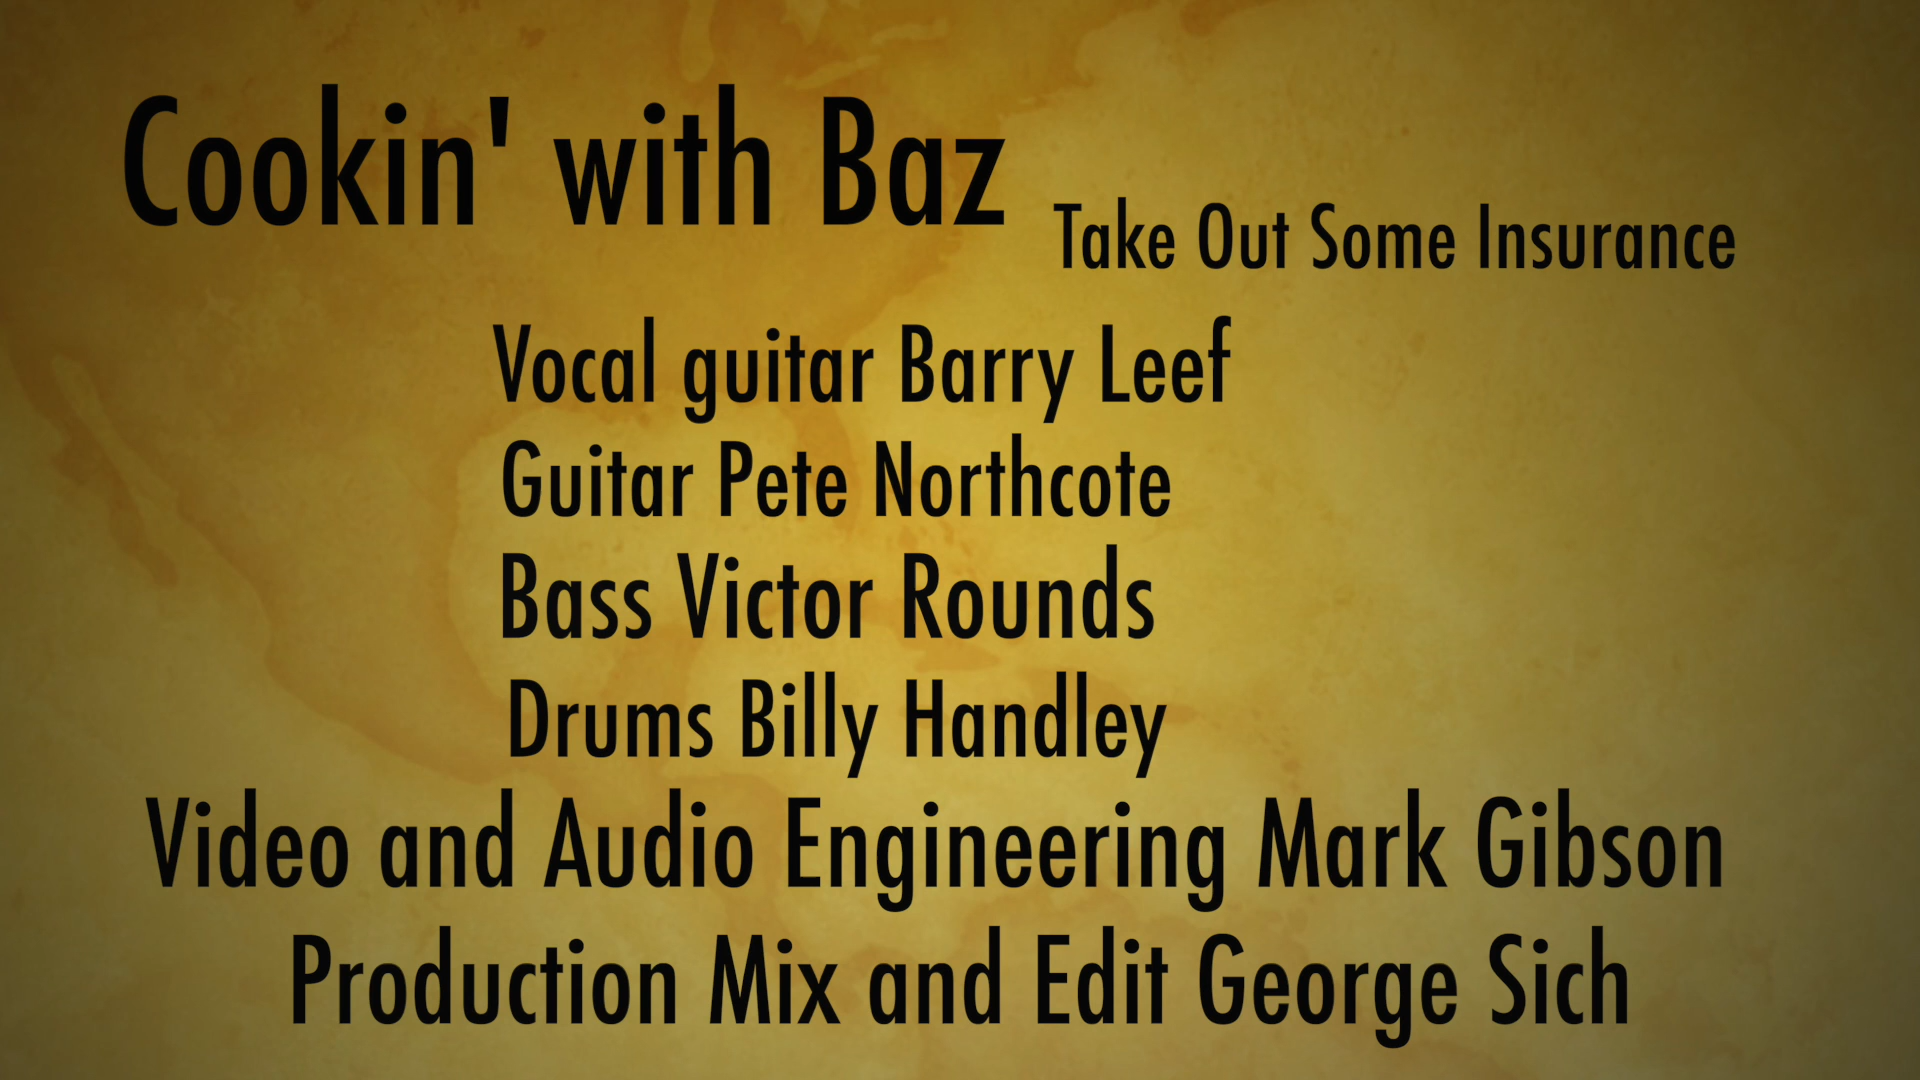 Cookin' with Baz
Take Out Some Insurance
Vocal guitar Barry Leef
Guitar Pete Northcote
Bass Victor Rounds
Drums Billy Handley
Video and Audio Engineering Mark Gibson
Production Mix and Edit George Sich